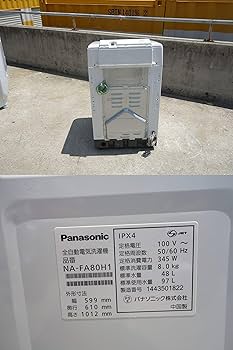 Panasonic
全自動電気洗濯機
品番
NA-FA80H1
外形寸法
幅 599 mm
奥行 610 mm
高さ 1012 mm
IPX4
JET
定格電圧 100 V ～
定格周波数 50/60 Hz
定格消費電力 345 W
標準洗濯容量 8.0 kg
標準水量 48 L
標準使用水量 97 L
製造番号 1443501822
パナソニック株式会社
中国製